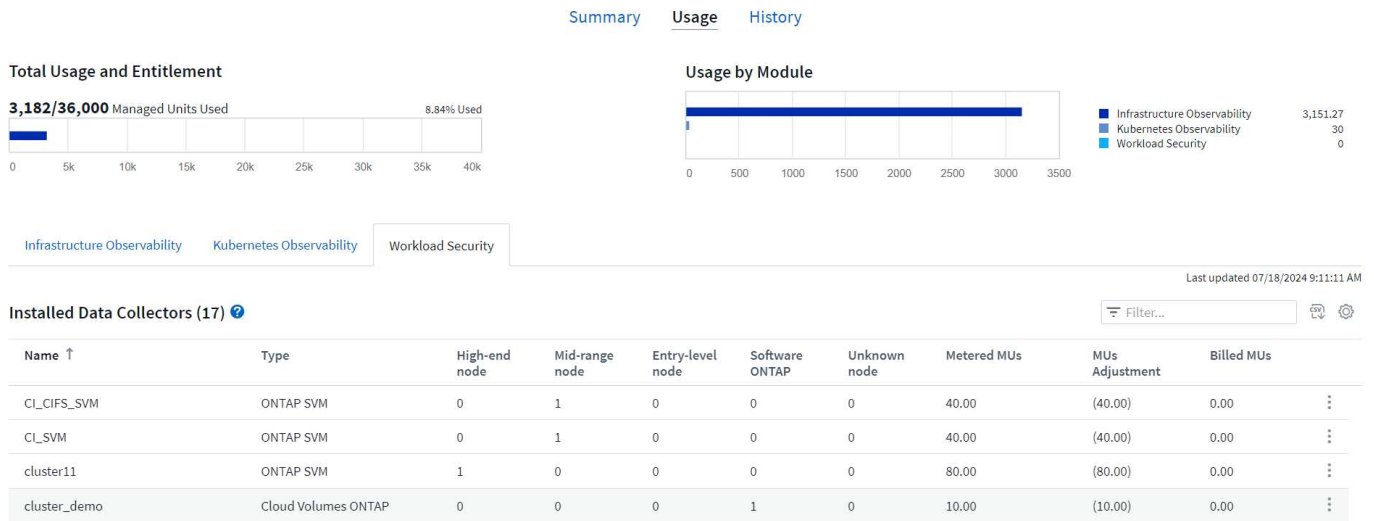 Summary Usage History
Total Usage and Entitlement
3,182/36,000 Managed Units Used 8.84% Used
0 5k 10k 15k 20k 25k 30k 35k 40k
Usage by Module
0 500 1000 1500 2000 2500 3000 3500
Infrastructure Observability 3,151.27
Kubernetes Observability 30
Workload Security 0
Infrastructure Observability Kubernetes Observability Workload Security
Last updated 07/18/2024 9:11:11 AM
Installed Data Collectors (17) ?
Filter...
CSV
Name ↑ Type High-end node Mid-range node Entry-level node Software ONTAP Unknown node Metered MUs MUs Adjustment Billed MUs
CI_CIFS_SVM ONTAP SVM 0 1 0 0 0 40.00 (40.00) 0.00
CI_SVM ONTAP SVM 0 1 0 0 0 40.00 (40.00) 0.00
cluster11 ONTAP SVM 1 0 0 0 0 80.00 (80.00) 0.00
cluster_demo Cloud Volumes ONTAP 0 0 0 1 0 10.00 (10.00) 0.00